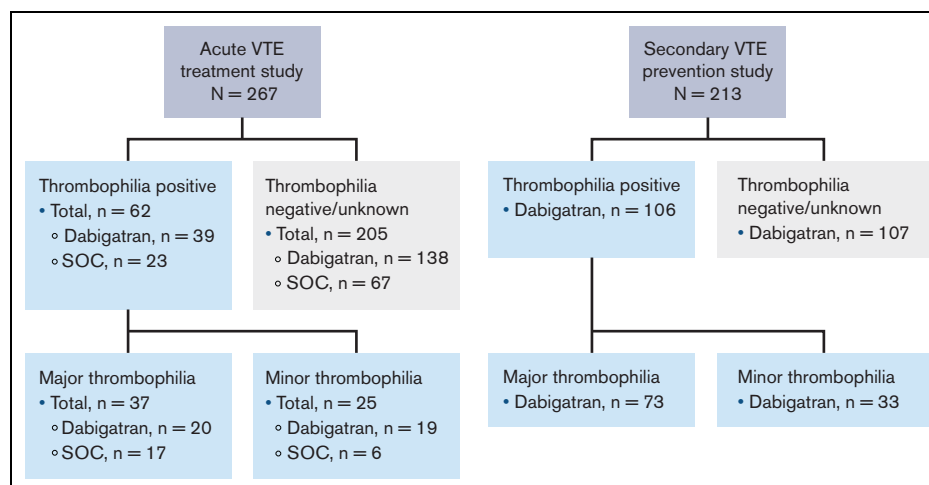 Acute VTE
treatment study
N = 267
Secondary VTE
prevention study
N = 213
Thrombophilia positive
• Total, n = 62
∘ Dabigatran, n = 39
∘ SOC, n = 23
Thrombophilia
negative/unknown
• Total, n = 205
∘ Dabigatran, n = 138
∘ SOC, n = 67
Thrombophilia positive
• Dabigatran, n = 106
Thrombophilia
negative/unknown
• Dabigatran, n = 107
Major thrombophilia
• Total, n = 37
∘ Dabigatran, n = 20
∘ SOC, n = 17
Minor thrombophilia
• Total, n = 25
∘ Dabigatran, n = 19
∘ SOC, n = 6
Major thrombophilia
• Dabigatran, n = 73
Minor thrombophilia
• Dabigatran, n = 33